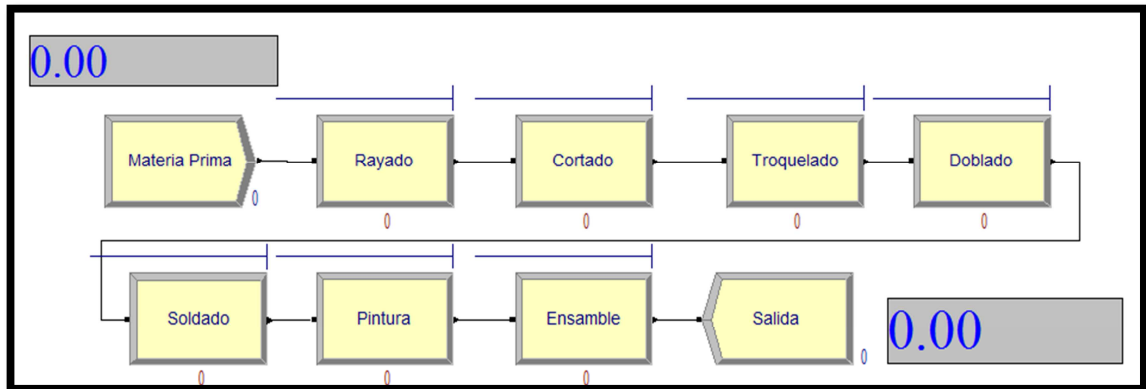 0.00
Materia Prima
Rayado
Cortado
Troquelado
Doblado
0
0
0
0
0
Soldado
Pintura
Ensamble
Salida
0.00
0
0
0
0